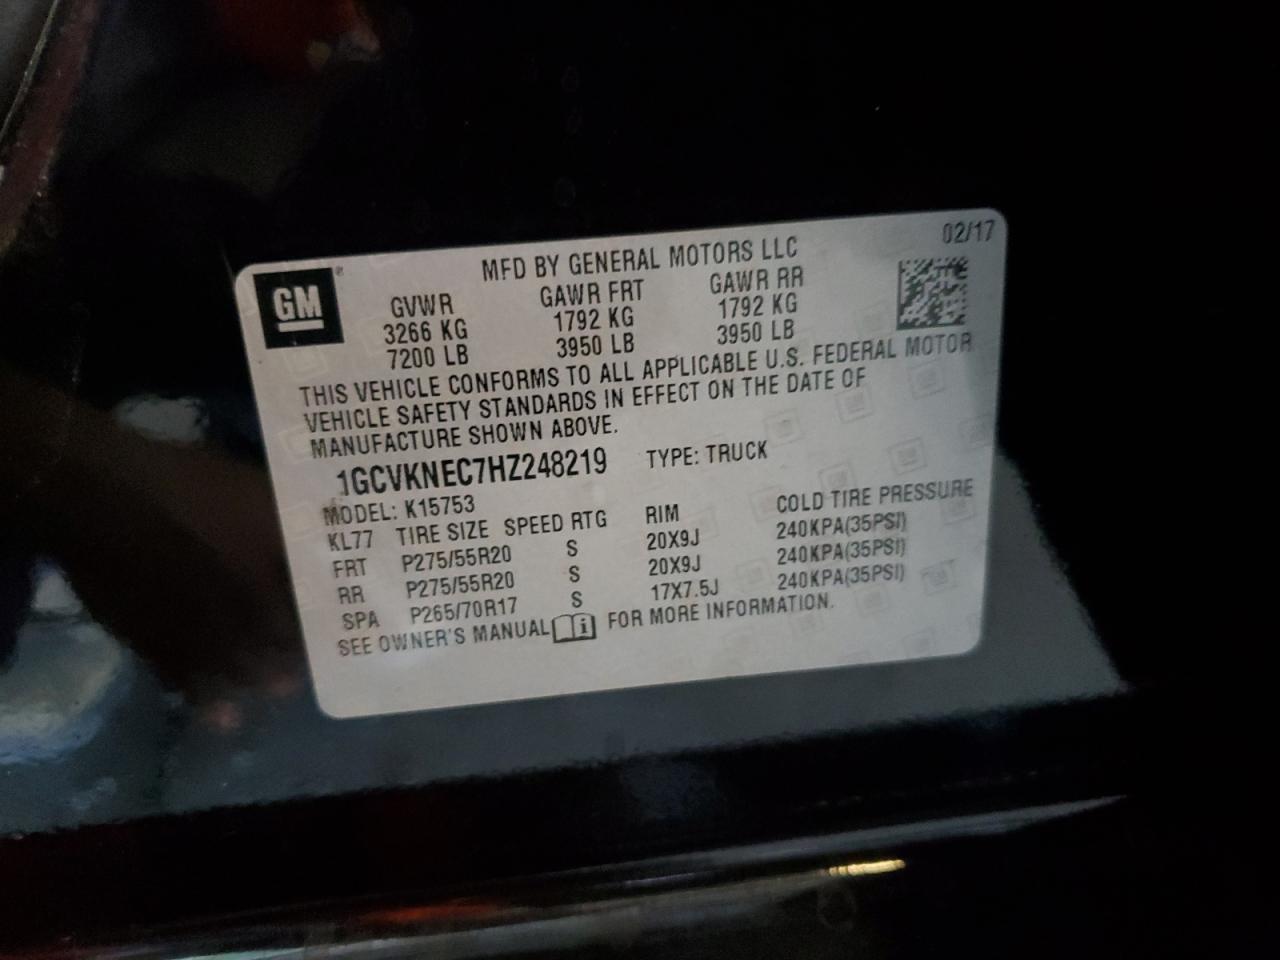 02/17
MFD BY GENERAL MOTORS LLC
GM ®
GVWR GAWR FRT GAWR RR
3266 KG 1792 KG 1792 KG
7200 LB 3950 LB 3950 LB
THIS VEHICLE CONFORMS TO ALL APPLICABLE U.S. FEDERAL MOTOR
VEHICLE SAFETY STANDARDS IN EFFECT ON THE DATE OF
MANUFACTURE SHOWN ABOVE.
1GCVKNEC7HZ248219 TYPE: TRUCK
MODEL: K15753
KL77 TIRE SIZE SPEED RTG RIM COLD TIRE PRESSURE
FRT P275/55R20 S 20X9J 240KPA(35PSI)
RR P275/55R20 S 20X9J 240KPA(35PSI)
SPA P265/70R17 S 17X7.5J 240KPA(35PSI)
SEE OWNER'S MANUAL i FOR MORE INFORMATION.